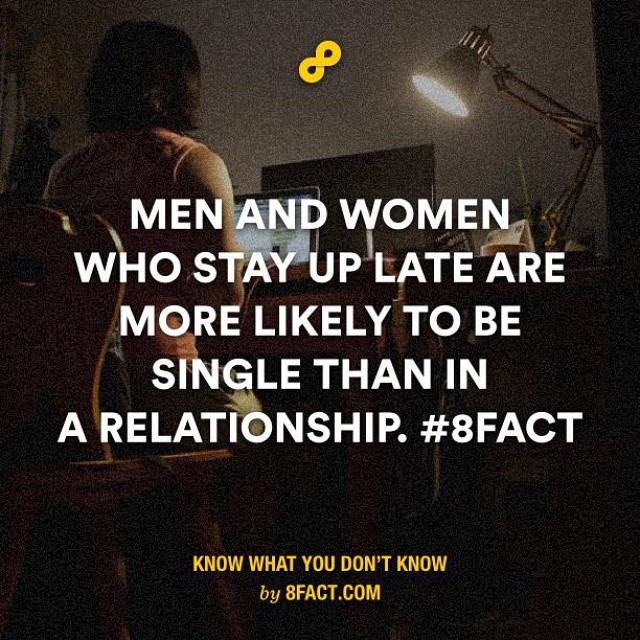 MEN AND WOMEN
WHO STAY UP LATE ARE
MORE LIKELY TO BE
SINGLE THAN IN
A RELATIONSHIP. #8FACT
KNOW WHAT YOU DON'T KNOW
by 8FACT.COM